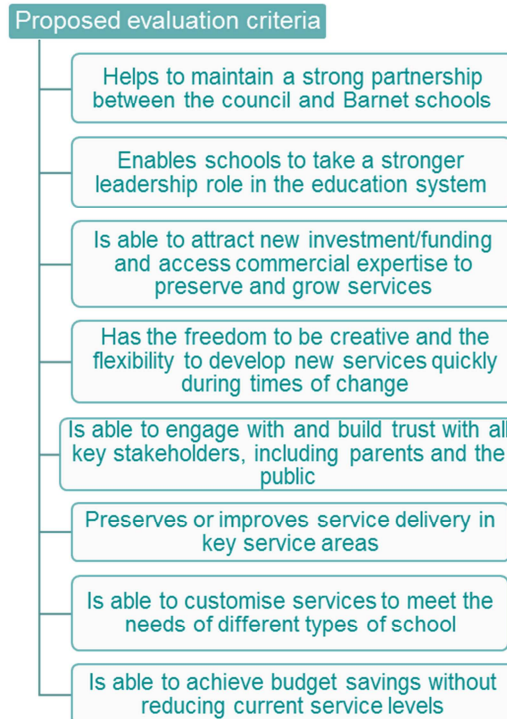 Proposed evaluation criteria
Helps to maintain a strong partnership
between the council and Barnet schools
Enables schools to take a stronger
leadership role in the education system
Is able to attract new investment/funding
and access commercial expertise to
preserve and grow services
Has the freedom to be creative and the
flexibility to develop new services quickly
during times of change
Is able to engage with and build trust with all
key stakeholders, including parents and the
public
Preserves or improves service delivery in
key service areas
Is able to customise services to meet the
needs of different types of school
Is able to achieve budget savings without
reducing current service levels